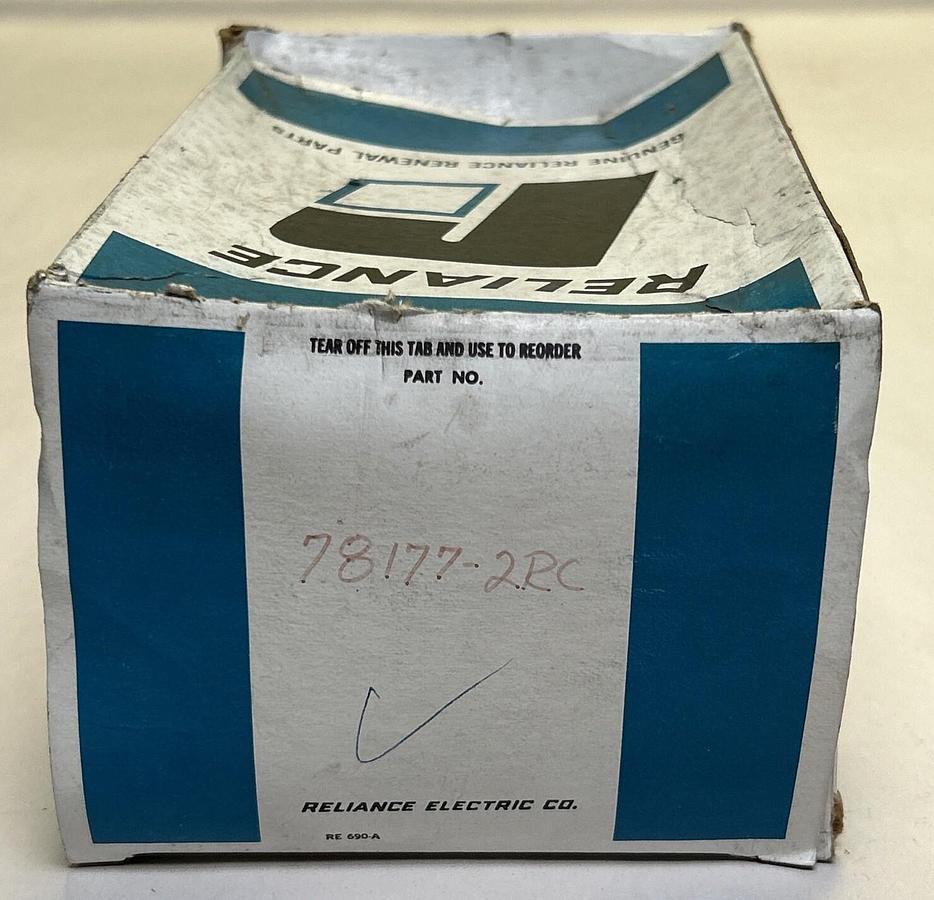 GENUINE RELIANCE RENEWAL PARTS
RELIANCE
TEAR OFF THIS TAB AND USE TO REORDER
PART NO.
78177-2RC
RELIANCE ELECTRIC CO.
RE 690-A